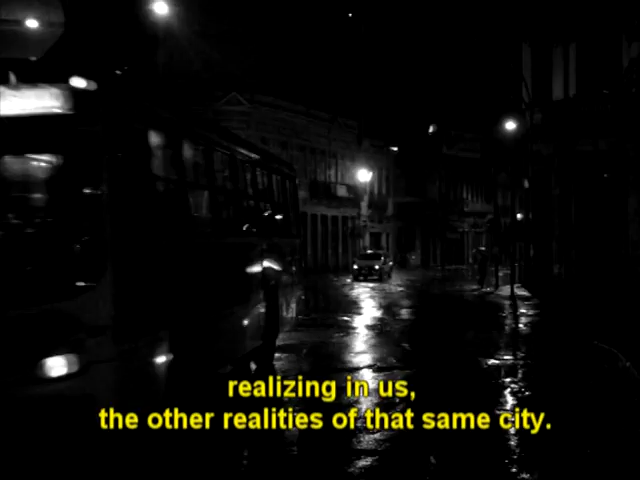 realizing in us,
the other realities of that same city.